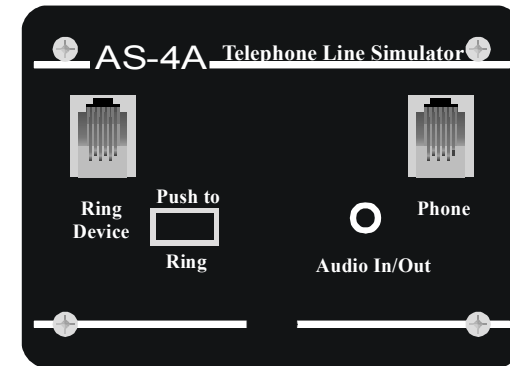 AS-4A Telephone Line Simulator
Ring
Device
Push to
Ring
Audio In/Out
Phone